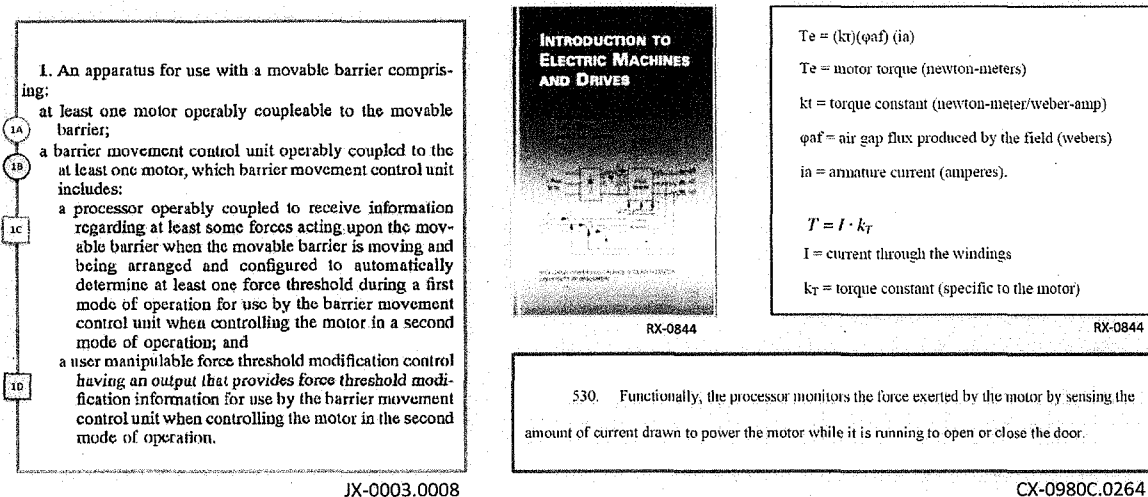 1. An apparatus for use with a movable barrier compris-
ing:
at least one motor operably coupleable to the movable
barrier;
1A
a barrier movement control unit operably coupled to the
1B
at least one motor, which barrier movement control unit
includes:
a processor operably coupled to receive information
regarding at least some forces acting upon the mov-
1C
able barrier when the movable barrier is moving and
being arranged and configured to automatically
determine at least one force threshold during a first
mode of operation for use by the barrier movement
control unit when controlling the motor in a second
mode of operation; and
a user manipulable force threshold modification control
having an output that provides force threshold modi-
1D
fication information for use by the barrier movement
control unit when controlling the motor in the second
mode of operation.
JX-0003.0008
INTRODUCTION TO
ELECTRIC MACHINES
AND DRIVES
RX-0844
Te = (kt)(φaf) (ia)
Te = motor torque (newton-meters)
kt = torque constant (newton-meter/weber-amp)
φaf = air gap flux produced by the field (webers)
ia = armature current (amperes).
T = I · kT
I = current through the windings
kT = torque constant (specific to the motor)
RX-0844
530. Functionally, the processor monitors the force exerted by the motor by sensing the
amount of current drawn to power the motor while it is running to open or close the door.
CX-0980C.0264